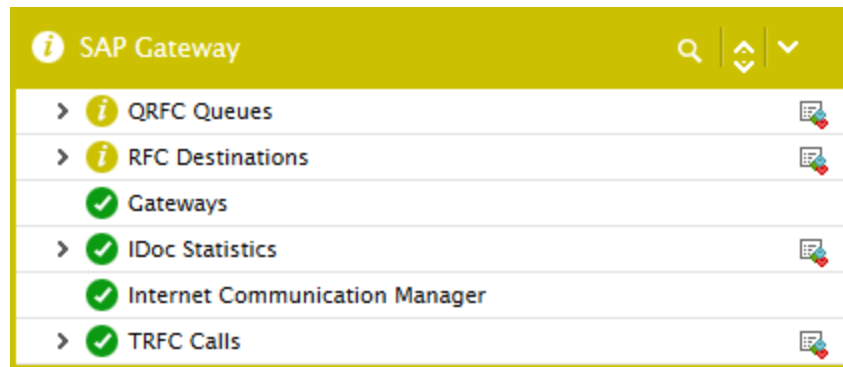 SAP Gateway
QRFC Queues
RFC Destinations
Gateways
IDoc Statistics
Internet Communication Manager
TRFC Calls